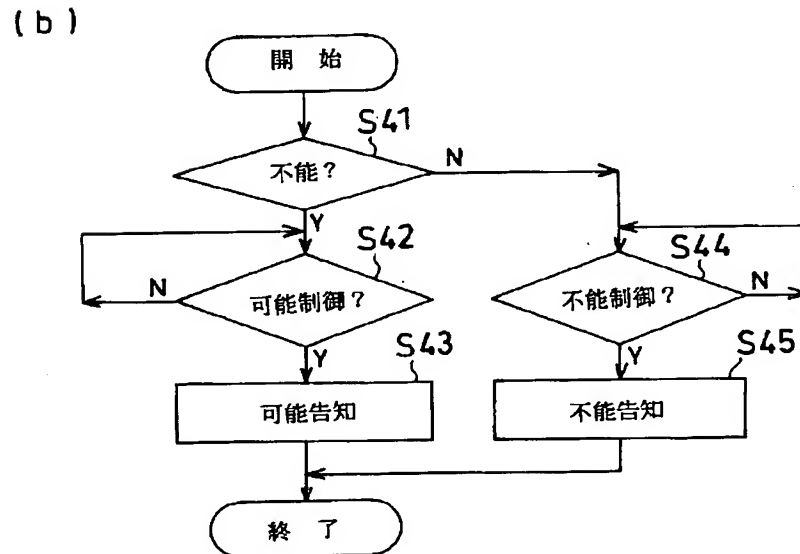 (b)
開 始
S41
不能?
N
Y
S42
可能制御?
N
Y
S43
可能告知
S44
不能制御?
N
Y
S45
不能告知
終 了